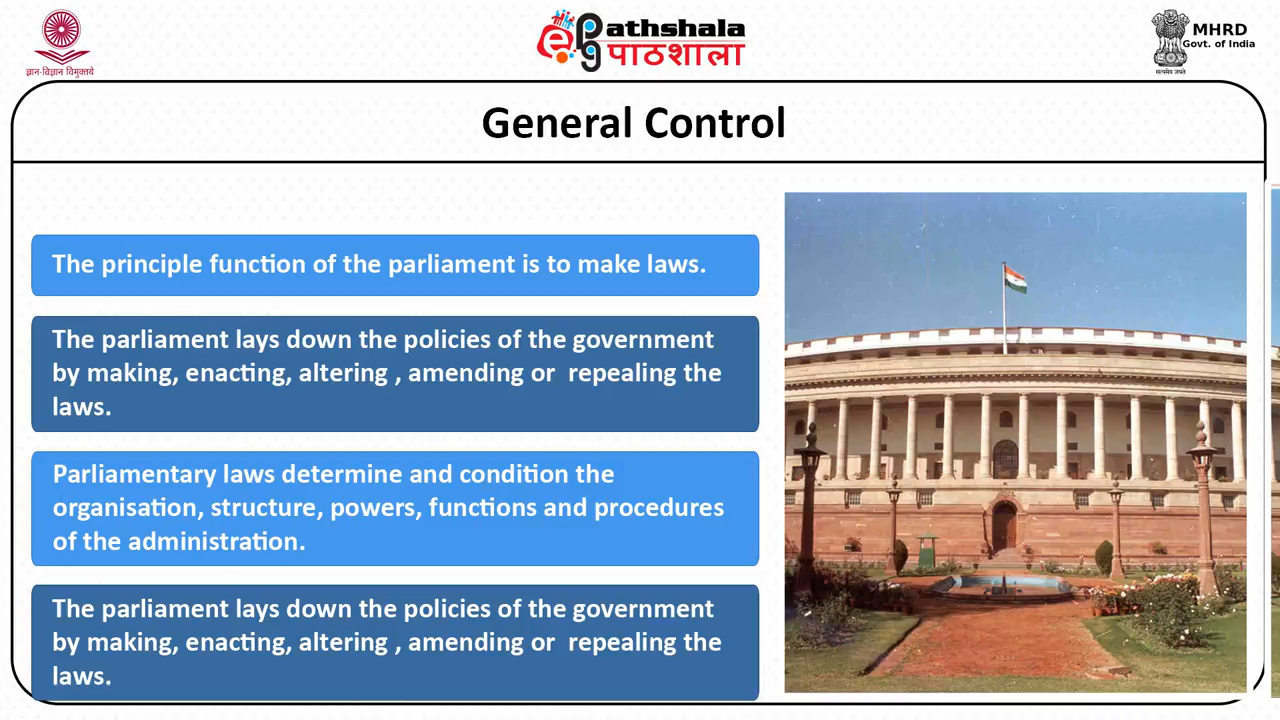 ज्ञान-विज्ञान विमुक्तये
ePG Pathshala
पाठशाला
MHRD
Govt. of India
सत्यमेव जयते
General Control
The principle function of the parliament is to make laws.
The parliament lays down the policies of the government
by making, enacting, altering , amending or  repealing the
laws.
Parliamentary laws determine and condition the
organisation, structure, powers, functions and procedures
of the administration.
The parliament lays down the policies of the government
by making, enacting, altering , amending or  repealing the
laws.